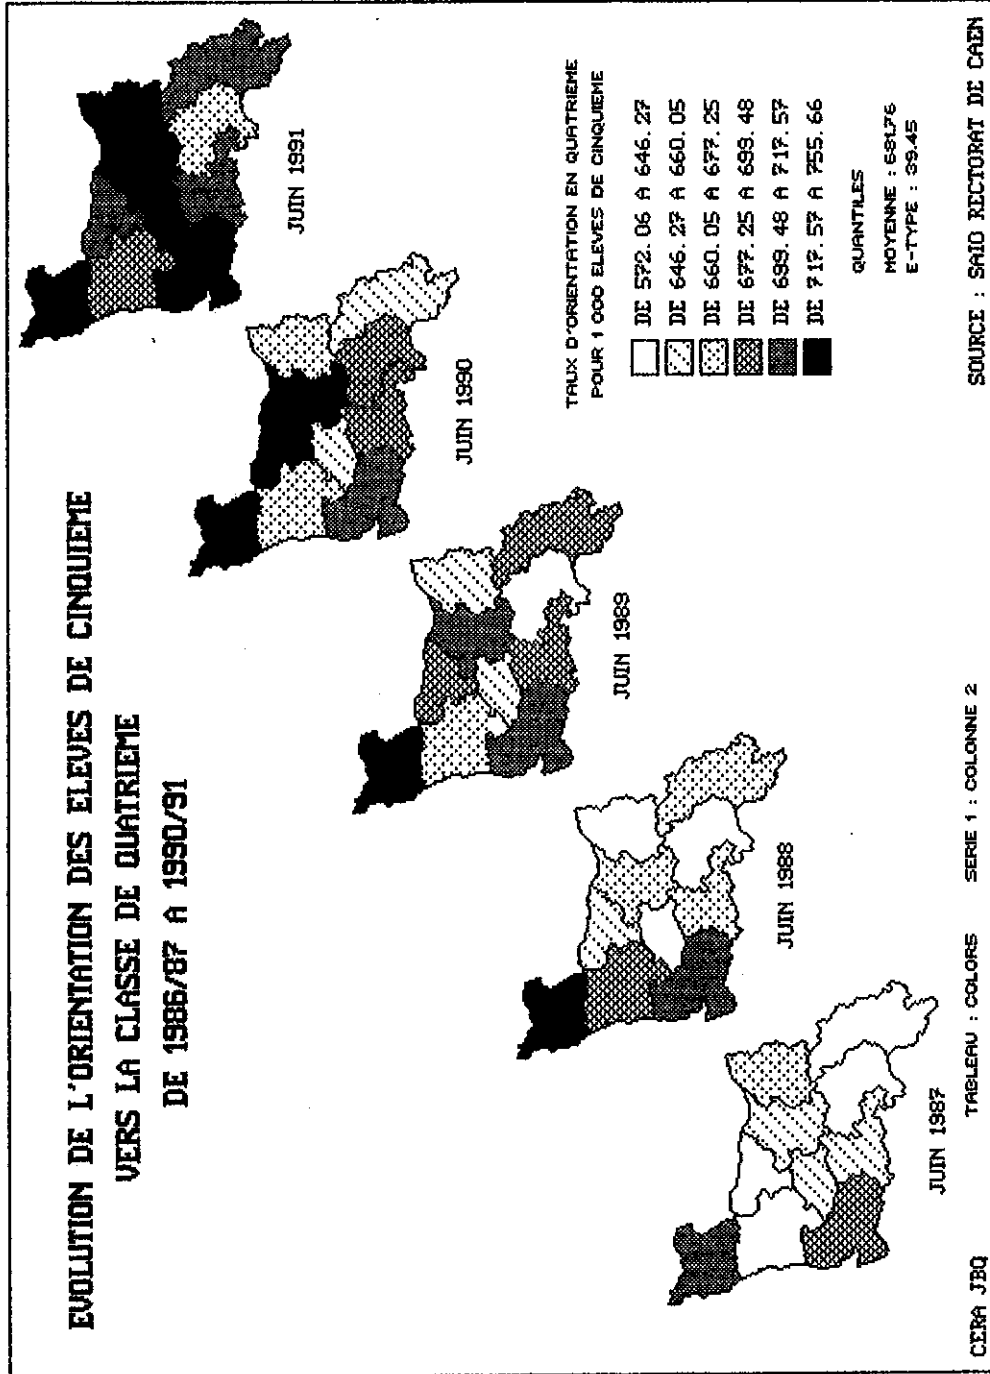 EVOLUTION DE L'ORIENTATION DES ELEVES DE CINQUIEME
VERS LA CLASSE DE QUATRIEME
DE 1986/87 A 1990/91
JUIN 1987
JUIN 1988
JUIN 1989
JUIN 1990
JUIN 1991
TAUX D'ORIENTATION EN QUATRIEME
POUR 1 000 ELEVES DE CINQUIEME
DE 572.06 A 646.27
DE 646.27 A 660.05
DE 660.05 A 677.25
DE 677.25 A 699.48
DE 699.48 A 717.57
DE 717.57 A 755.66
QUANTILES
MOYENNE : 681.76
E-TYPE : 39.45
CERA JBQ
TABLEAU : COLORS
SERIE 1 : COLONNE 2
SOURCE : SAIO RECTORAT DE CAEN